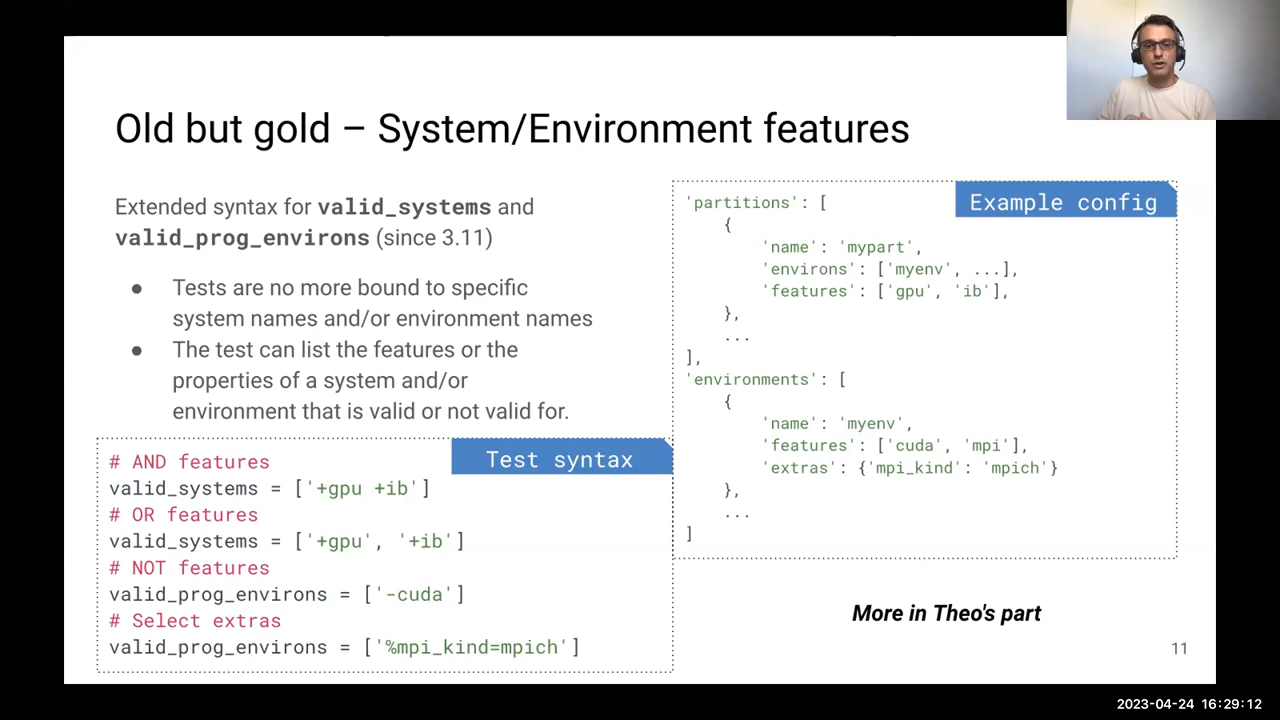 Old but gold – System/Environment features
Extended syntax for valid_systems and
valid_prog_environs (since 3.11)
● Tests are no more bound to specific
system names and/or environment names
● The test can list the features or the
properties of a system and/or
environment that is valid or not valid for.
Test syntax
# AND features
valid_systems = ['+gpu +ib']
# OR features
valid_systems = ['+gpu', '+ib']
# NOT features
valid_prog_environs = ['-cuda']
# Select extras
valid_prog_environs = ['%mpi_kind=mpich']
Example config
'partitions': [
{
'name': 'mypart',
'environs': ['myenv', ...],
'features': ['gpu', 'ib'],
},
...
],
'environments': [
{
'name': 'myenv',
'features': ['cuda', 'mpi'],
'extras': {'mpi_kind': 'mpich'}
},
...
]
More in Theo's part
11
2023-04-24 16:29:12